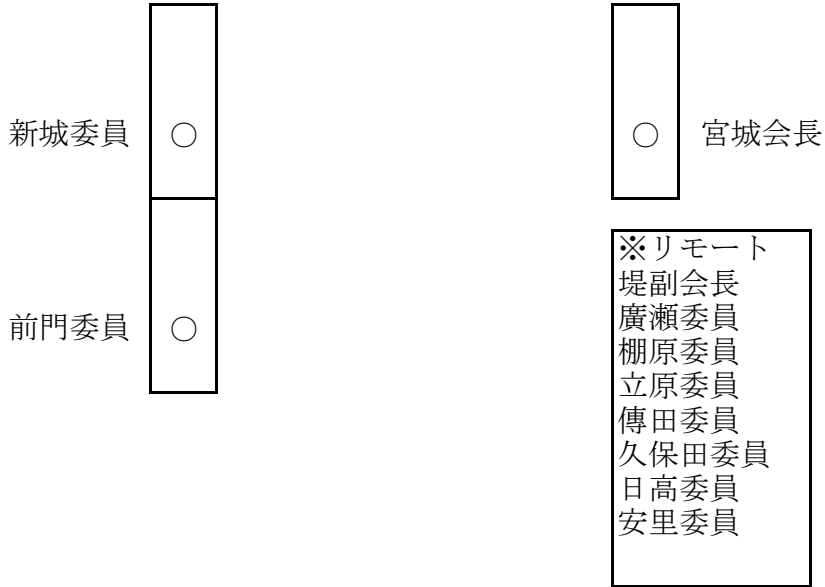 新城委員 ○
○ 宮城会長
前門委員 ○
※リモート
堤副会長
廣瀬委員
棚原委員
立原委員
傳田委員
久保田委員
日高委員
安里委員